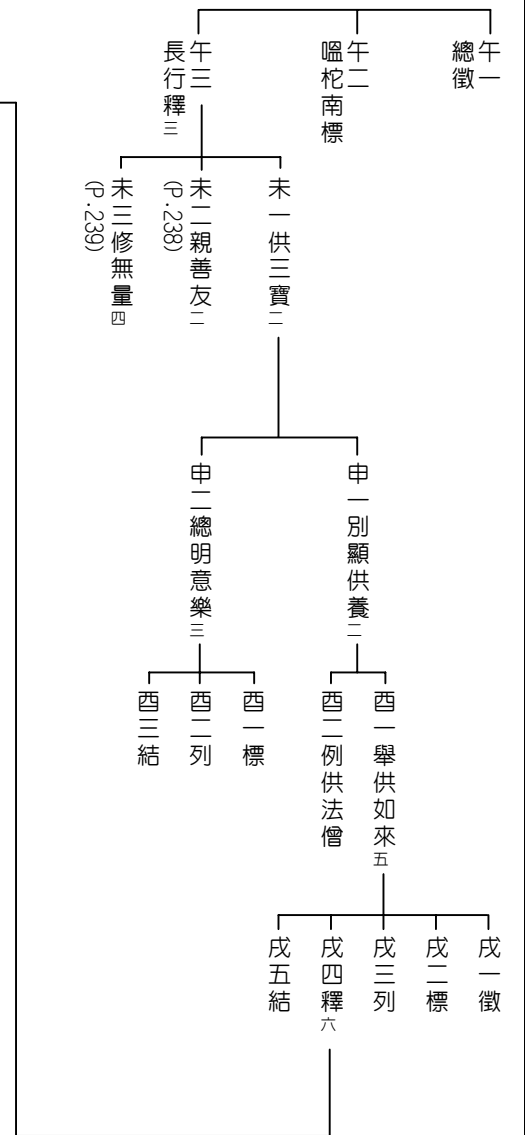 午一
總徵
午二
嗢柁南標
午三
長行釋三
未一供三寶二
未二親善友二
(P.238)
未三修無量四
(P.239)
申一別顯供養二
申二總明意樂三
酉一舉供如來五
酉二例供法僧
酉一標
酉二列
酉三結
戌一徵
戌二標
戌三列
戌四釋六
戌五結